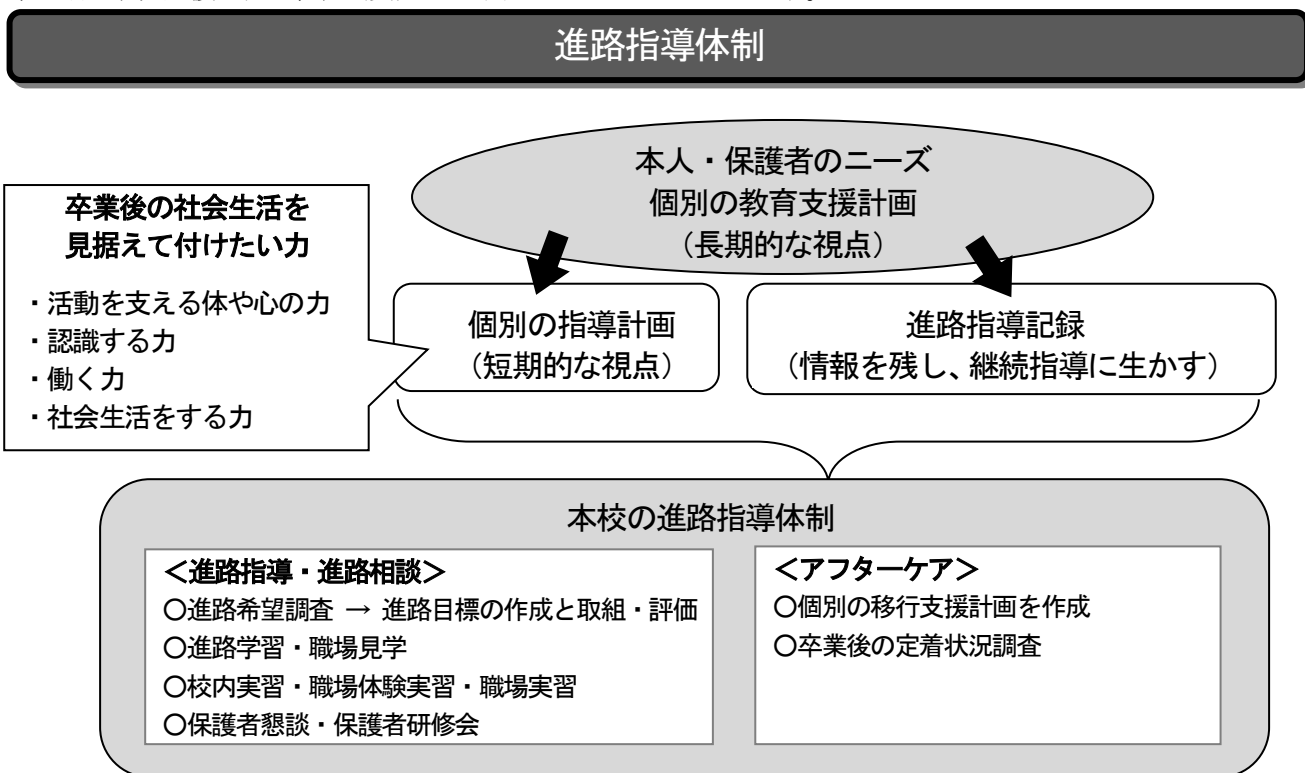 進路指導体制
本人・保護者のニーズ
個別の教育支援計画
(長期的な視点)
卒業後の社会生活を
見据えて付けたい力
・活動を支える体や心の力
・認識する力
・働く力
・社会生活をする力
個別の指導計画
(短期的な視点)
進路指導記録
(情報を残し、継続指導に生かす)
本校の進路指導体制
<進路指導・進路相談>
○進路希望調査 → 進路目標の作成と取組・評価
○進路学習・職場見学
○校内実習・職場体験実習・職場実習
○保護者懇談・保護者研修会
<アフターケア>
○個別の移行支援計画を作成
○卒業後の定着状況調査